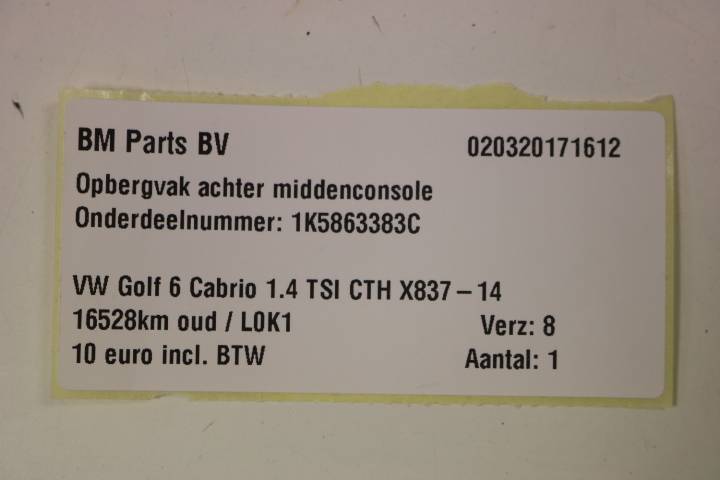 BM Parts BV 020320171612
Opbergvak achter middenconsole
Onderdeelnummer: 1K5863383C
VW Golf 6 Cabrio 1.4 TSI CTH X837-14
16528km oud / L0K1 Verz: 8
10 euro incl. BTW Aantal: 1